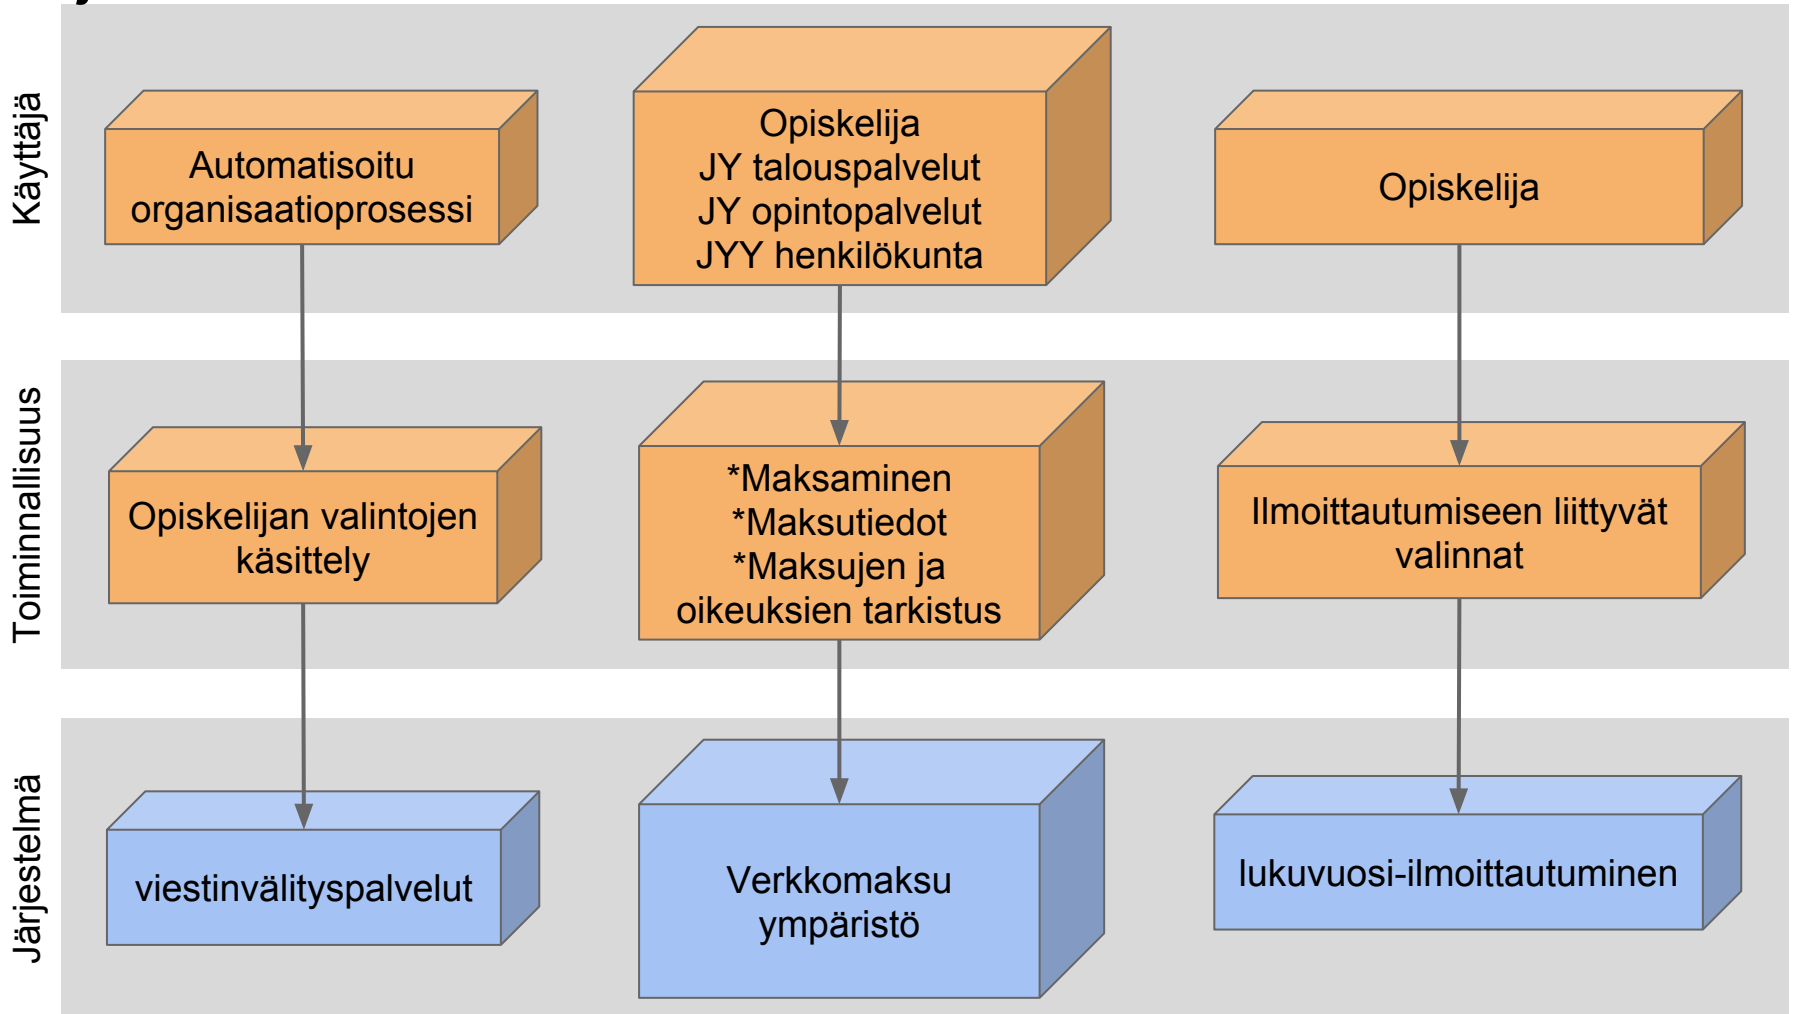 Käyttäjä
Automatisoitu
organisaatioprosessi
Opiskelija
JY talouspalvelut
JY opintopalvelut
JYY henkilökunta
Opiskelija
Toiminnallisuus
Opiskelijan valintojen
käsittely
*Maksaminen
*Maksutiedot
*Maksujen ja
oikeuksien tarkistus
Ilmoittautumiseen liittyvät
valinnat
Järjestelmä
viestinvälityspalvelut
Verkkomaksu
ympäristö
lukuvuosi-ilmoittautuminen